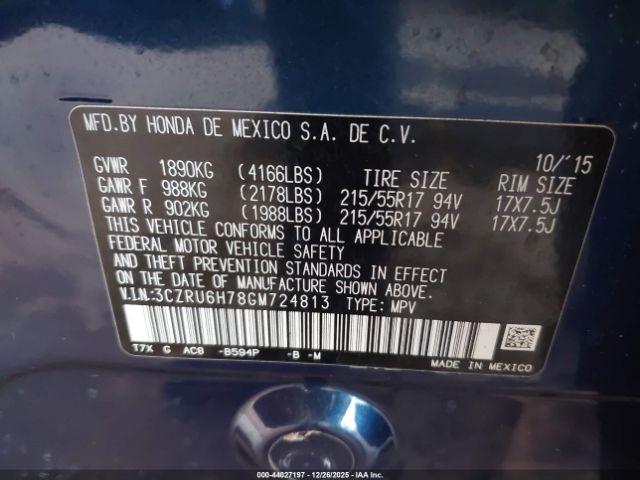 MFD.BY HONDA DE MEXICO S.A. DE C.V.
10/'15
GVWR 1890KG (4166LBS) TIRE SIZE RIM SIZE
GAWR F 988KG (2178LBS) 215/55R17 94V 17X7.5J
GAWR R 902KG (1988LBS) 215/55R17 94V 17X7.5J
THIS VEHICLE CONFORMS TO ALL APPLICABLE
FEDERAL MOTOR VEHICLE SAFETY
AND THEFT PREVENTION STANDARDS IN EFFECT
ON THE DATE OF MANUFACTURE SHOWN ABOVE.
V.I.N:3CZRU6H78GM724813 TYPE: MPV
T7X G AC8 -B594P -B -M
MADE IN MEXICO
000-44027197 - 12/26/2025 - IAAI.com